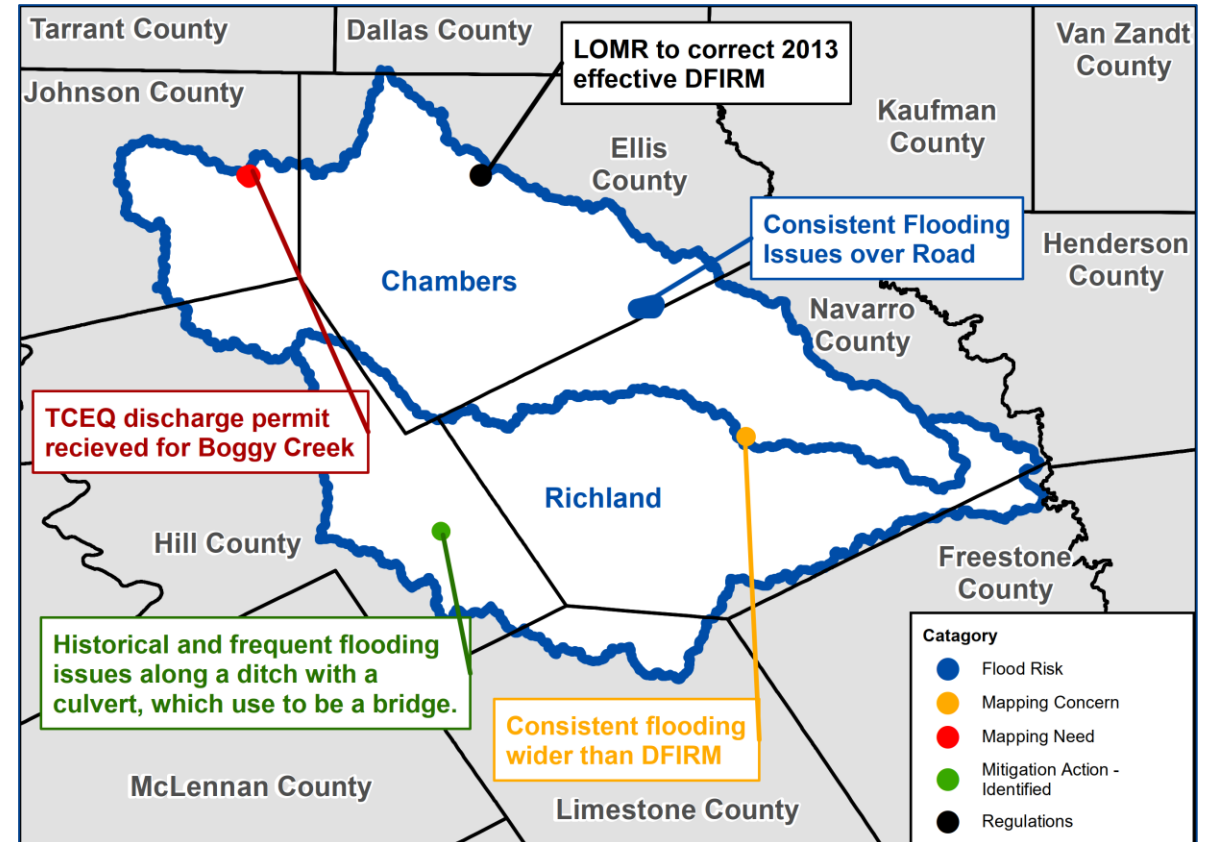 Tarrant County
Dallas County
Van Zandt
County
LOMR to correct 2013
effective DFIRM
Johnson County
Kaufman
County
Ellis
County
Consistent Flooding
Issues over Road
Henderson
County
Chambers
Navarro
County
TCEQ discharge permit
recieved for Boggy Creek
Richland
Hill County
Freestone
County
Historical and frequent flooding
issues along a ditch with a
culvert, which use to be a bridge.
Consistent flooding
wider than DFIRM
McLennan County
Limestone County
Catagory
Flood Risk
Mapping Concern
Mapping Need
Mitigation Action -
Identified
Regulations